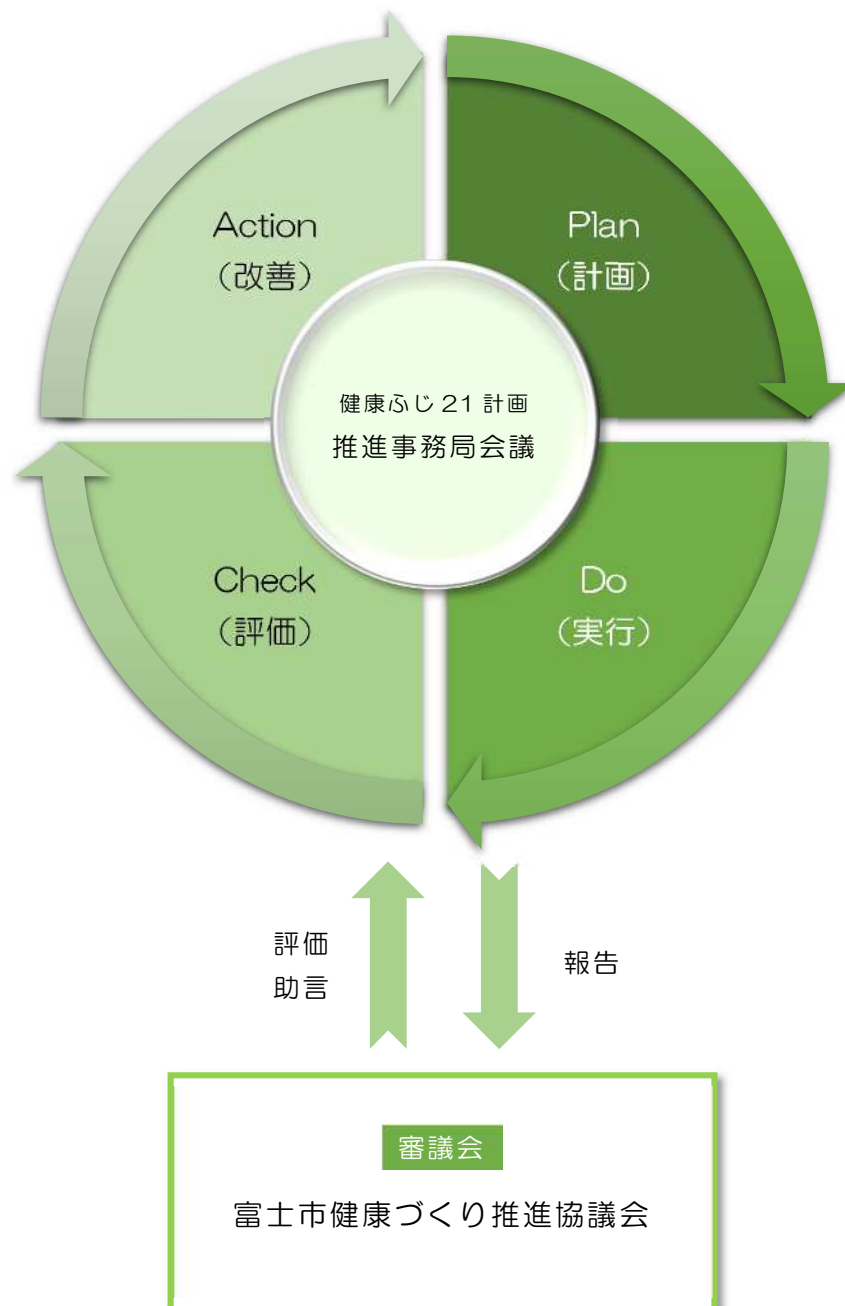 Action
（改善）
Plan
（計画）
健康ふじ 21 計画
推進事務局会議
Check
（評価）
Do
（実行）
評価
助言
報告
審議会
富士市健康づくり推進協議会